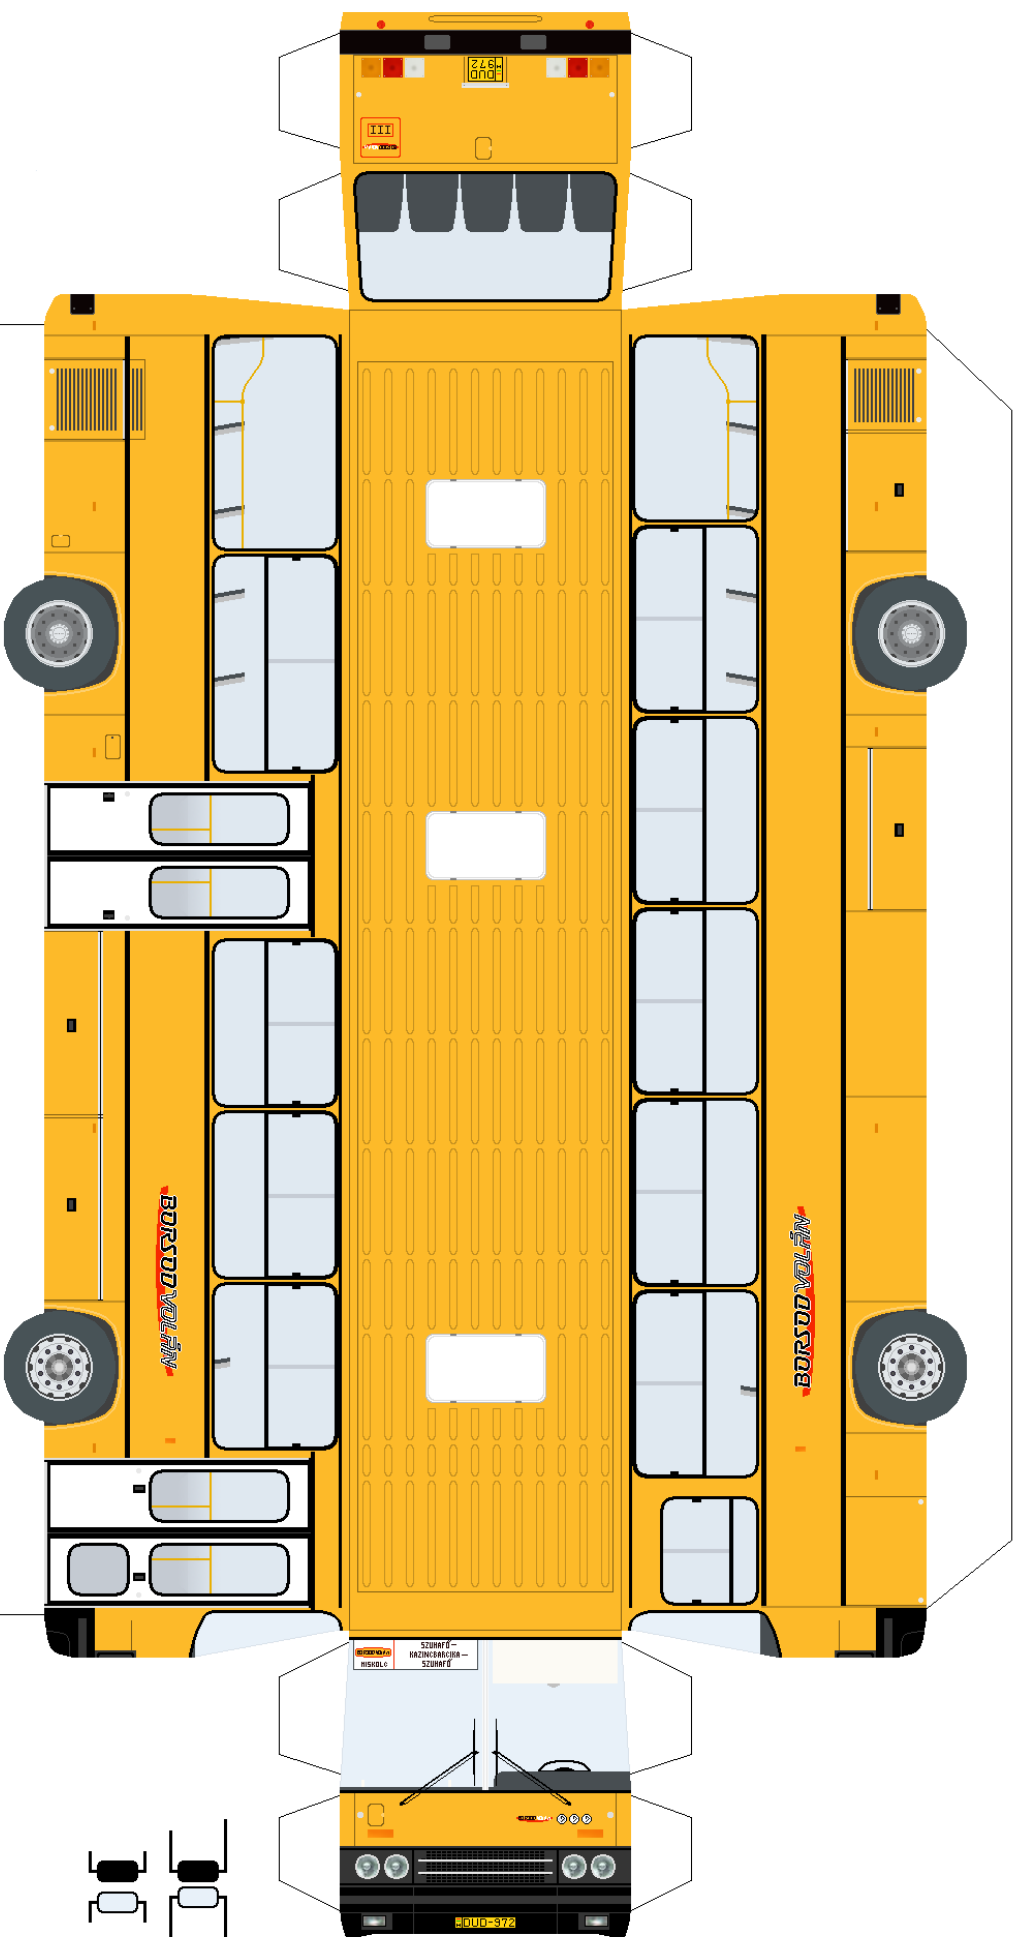 DUD
972
III
BORSOD VOLÁN
BORSOD VOLÁN
MISKOLC
SZUHAFŐ—
KAZINCBARCIKA—
SZUHAFŐ
DUD-972